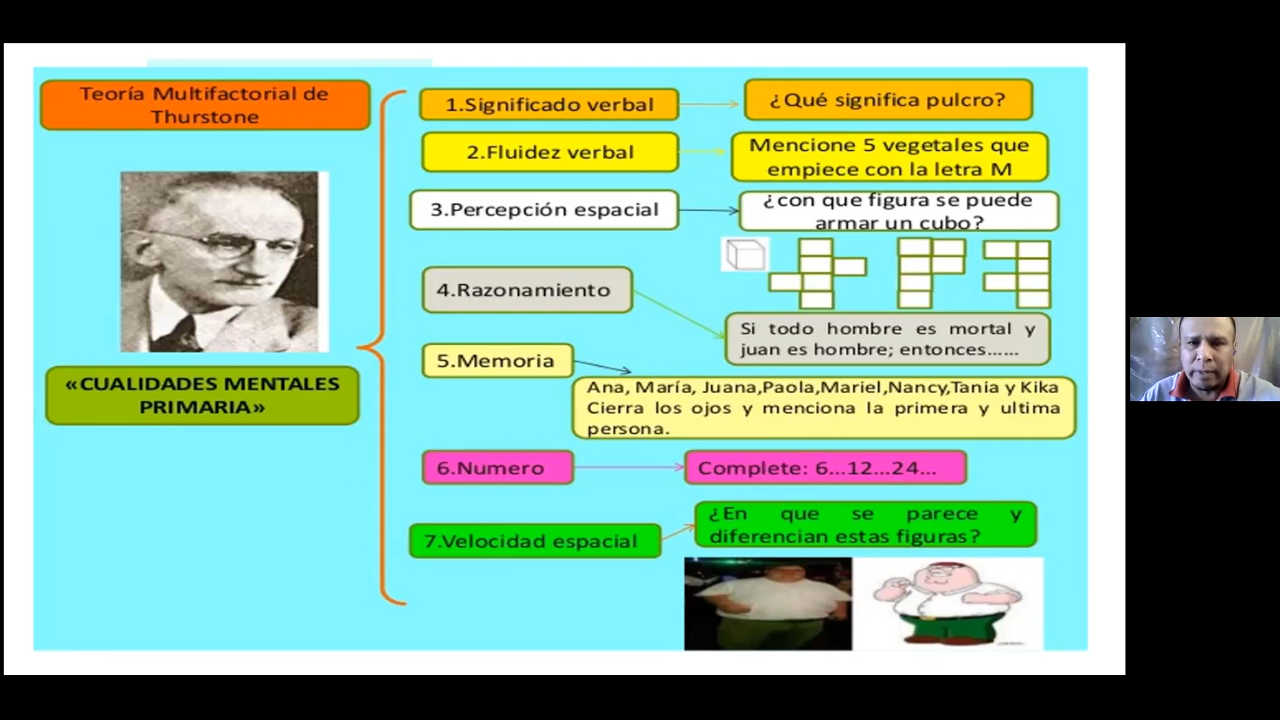 Teoría Multifactorial de
Thurstone
«CUALIDADES MENTALES
PRIMARIA»
1.Significado verbal
¿Qué significa pulcro?
2.Fluidez verbal
Mencione 5 vegetales que
empiece con la letra M
3.Percepción espacial
¿con que figura se puede
armar un cubo?
4.Razonamiento
Si todo hombre es mortal y
juan es hombre; entonces......
5.Memoria
Ana, María, Juana,Paola,Mariel,Nancy,Tania y Kika
Cierra los ojos y menciona la primera y ultima
persona.
6.Numero
Complete: 6...12...24...
7.Velocidad espacial
¿En que se parece y
diferencian estas figuras?